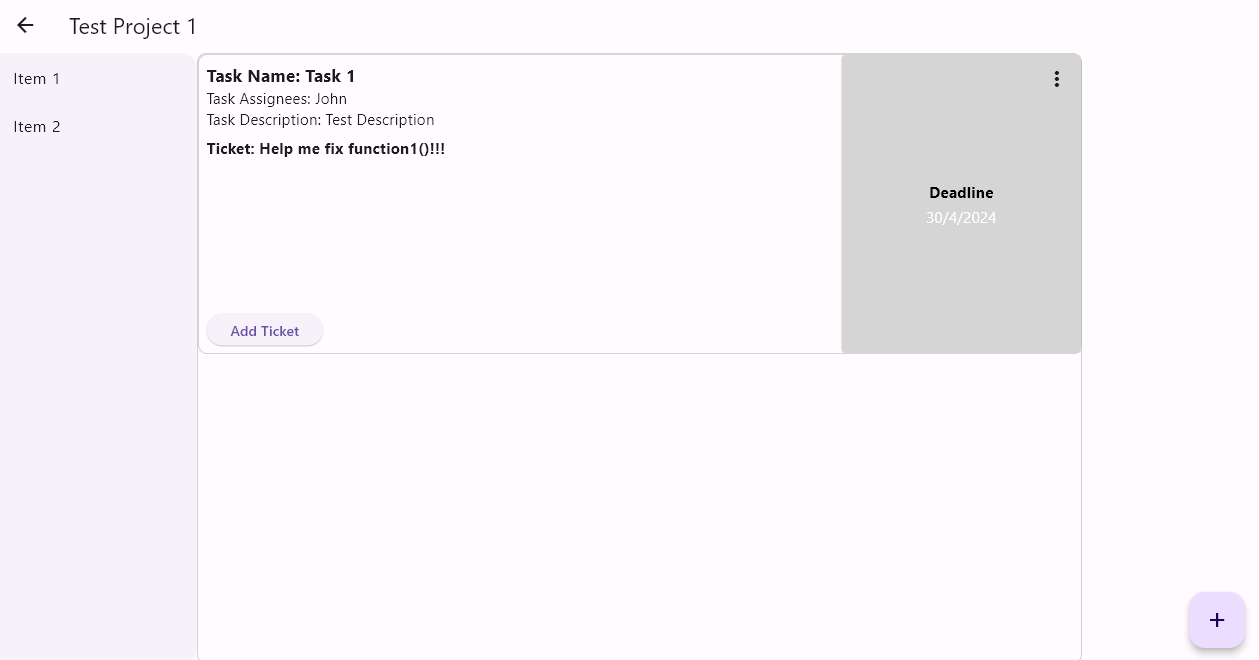 Test Project 1
Item 1
Item 2
Task Name: Task 1
Task Assignees: John
Task Description: Test Description
Ticket: Help me fix function1()!!!
Add Ticket
Deadline
30/4/2024